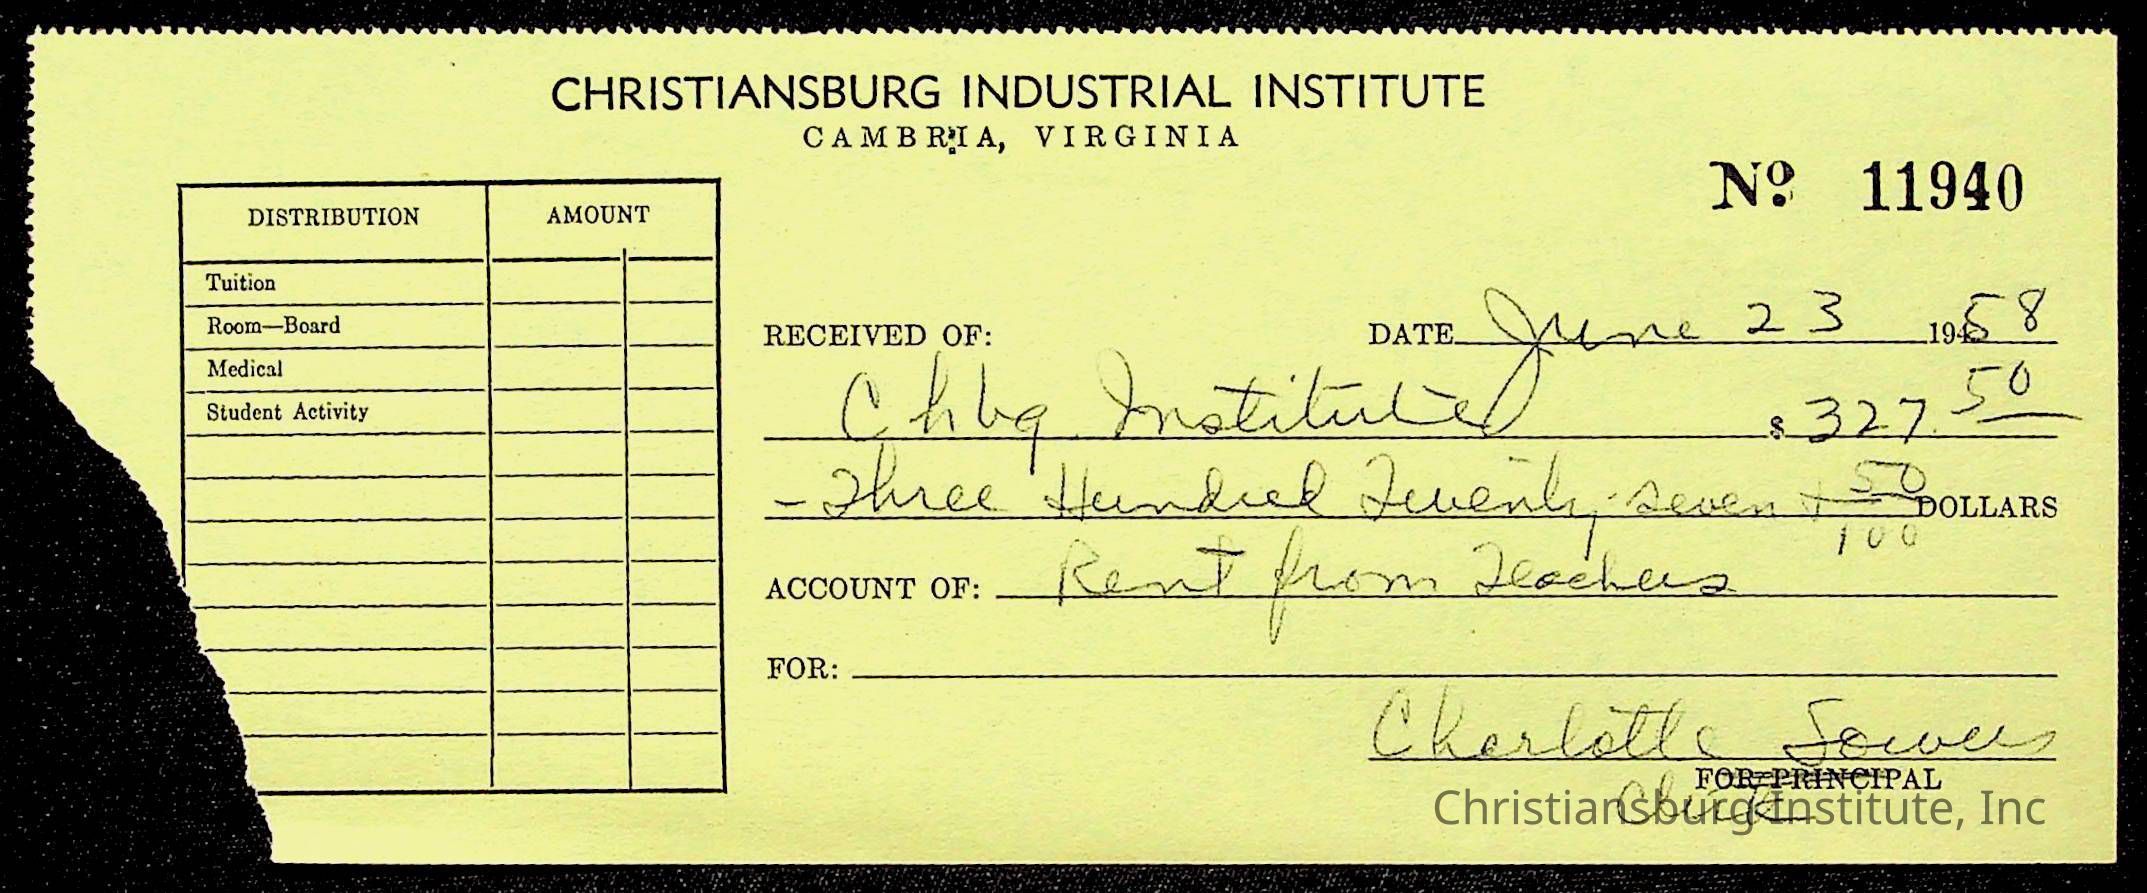 CHRISTIANSBURG INDUSTRIAL INSTITUTE
CAMBRIA, VIRGINIA
Nº 11940
DISTRIBUTION AMOUNT
Tuition
Room—Board
Medical
Student Activity
RECEIVED OF: DATE June 23 1958
Chbg Institute $ 327.50
- Three Hundred Twenty-seven + 50/100 DOLLARS
ACCOUNT OF: Rent from Teachers
FOR:
Charlotte Sowers
FOR PRINCIPAL
Clerk
Christiansburg Institute, Inc